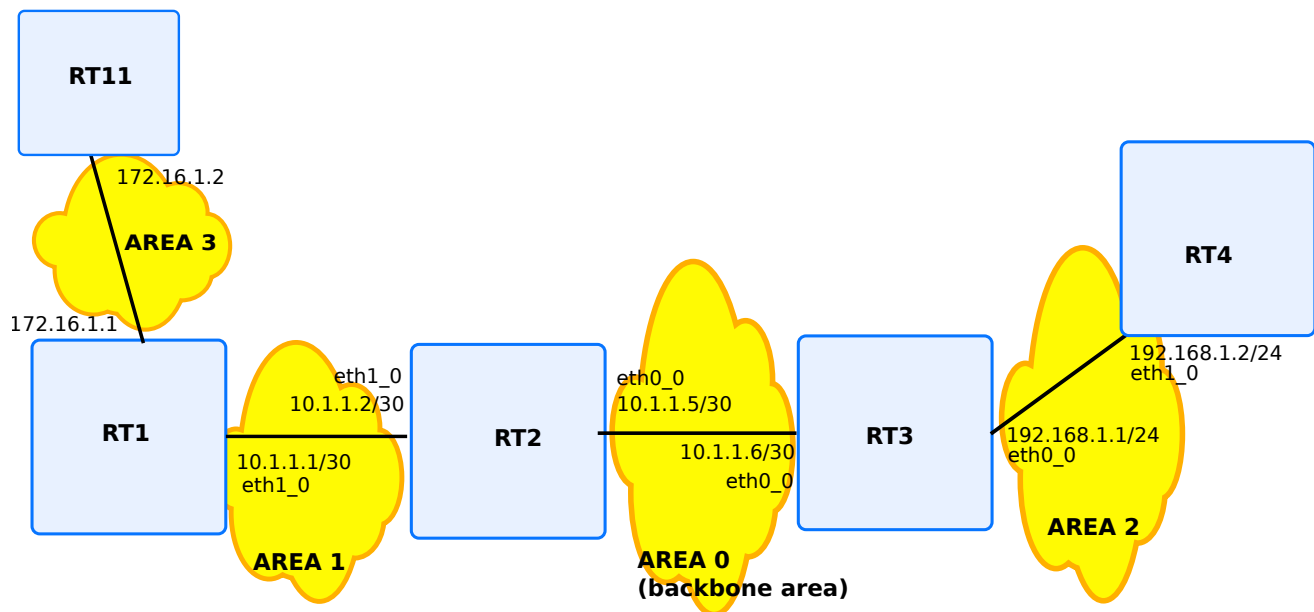 RT11
172.16.1.2
AREA 3
172.16.1.1
RT1
10.1.1.1/30
eth1_0
AREA 1
eth1_0
10.1.1.2/30
RT2
eth0_0
10.1.1.5/30
10.1.1.6/30
eth0_0
AREA 0
(backbone area)
RT3
192.168.1.1/24
eth0_0
AREA 2
192.168.1.2/24
eth1_0
RT4